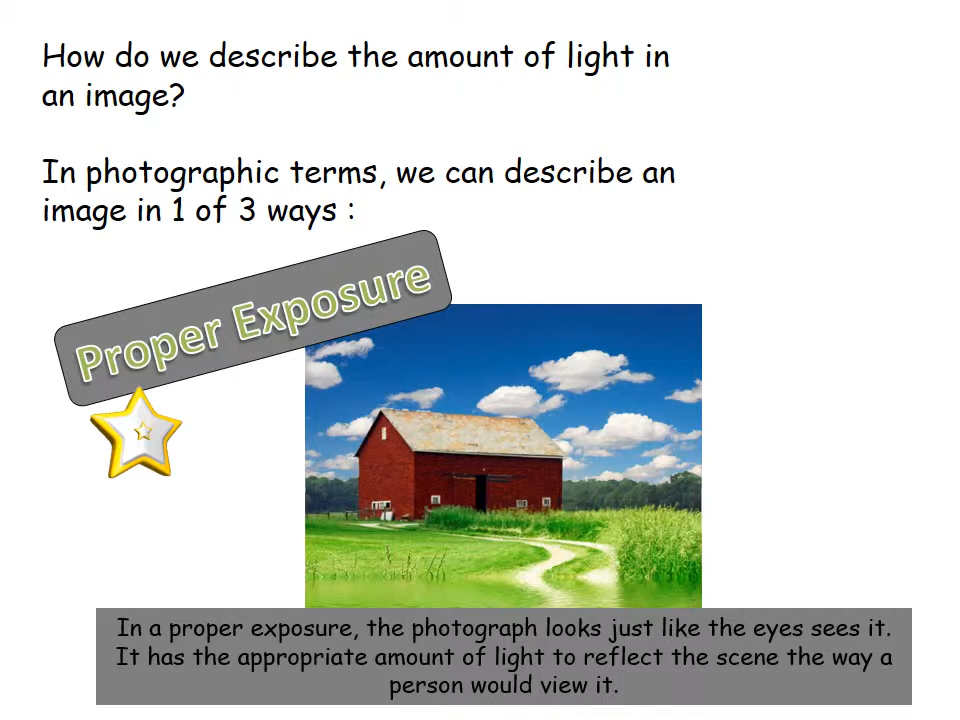 How do we describe the amount of light in
an image?
In photographic terms, we can describe an
image in 1 of 3 ways :
Proper Exposure
In a proper exposure, the photograph looks just like the eyes sees it.
It has the appropriate amount of light to reflect the scene the way a
person would view it.